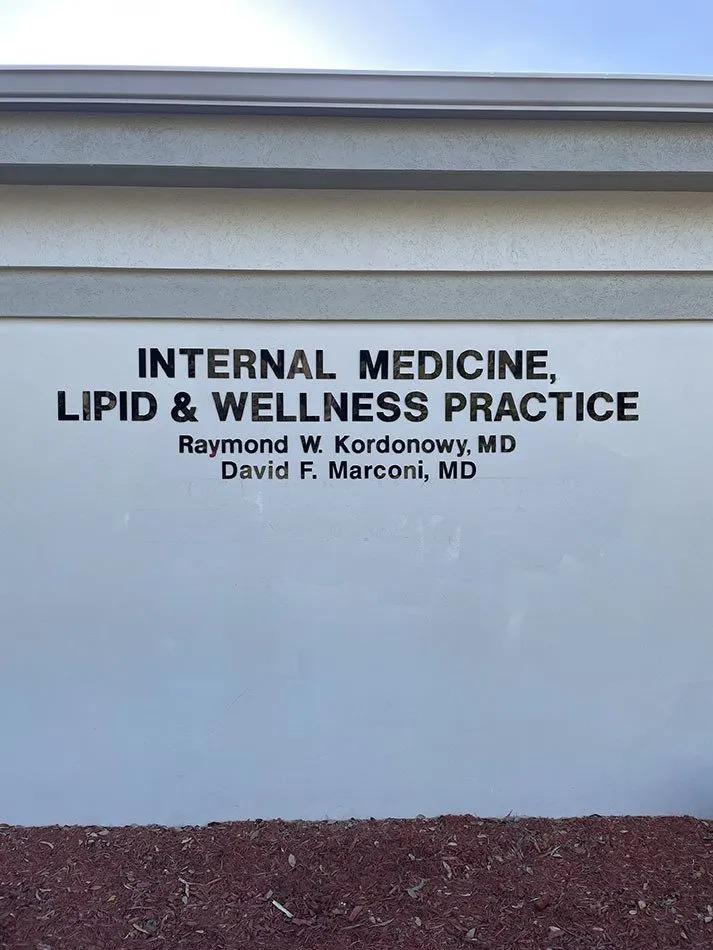 INTERNAL MEDICINE,
LIPID & WELLNESS PRACTICE
Raymond W. Kordonowy, MD
David F. Marconi, MD